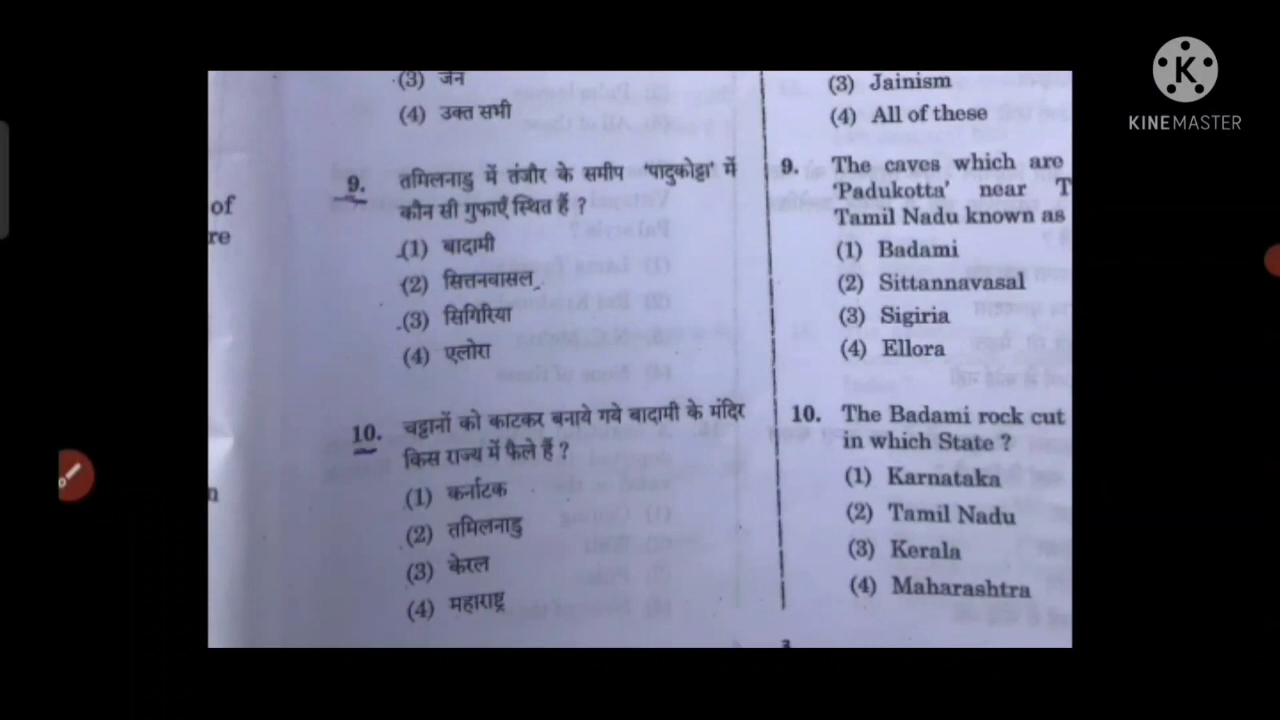 KINEMASTER
of
re
n
(3) जैन
(4) उक्त सभी
9. तमिलनाडु में तंजौर के समीप 'पादुकोट्टा' में
कौन सी गुफाएँ स्थित हैं ?
(1) बादामी
(2) सित्तनवासल
(3) सिगिरिया
(4) एलोरा
10. चट्टानों को काटकर बनाये गये बादामी के मंदिर
किस राज्य में फैले हैं ?
(1) कर्नाटक
(2) तमिलनाडु
(3) केरल
(4) महाराष्ट्र
(3) Jainism
(4) All of these
9. The caves which are
'Padukotta' near T
Tamil Nadu known as
(1) Badami
(2) Sittannavasal
(3) Sigiria
(4) Ellora
10. The Badami rock cut
in which State ?
(1) Karnataka
(2) Tamil Nadu
(3) Kerala
(4) Maharashtra